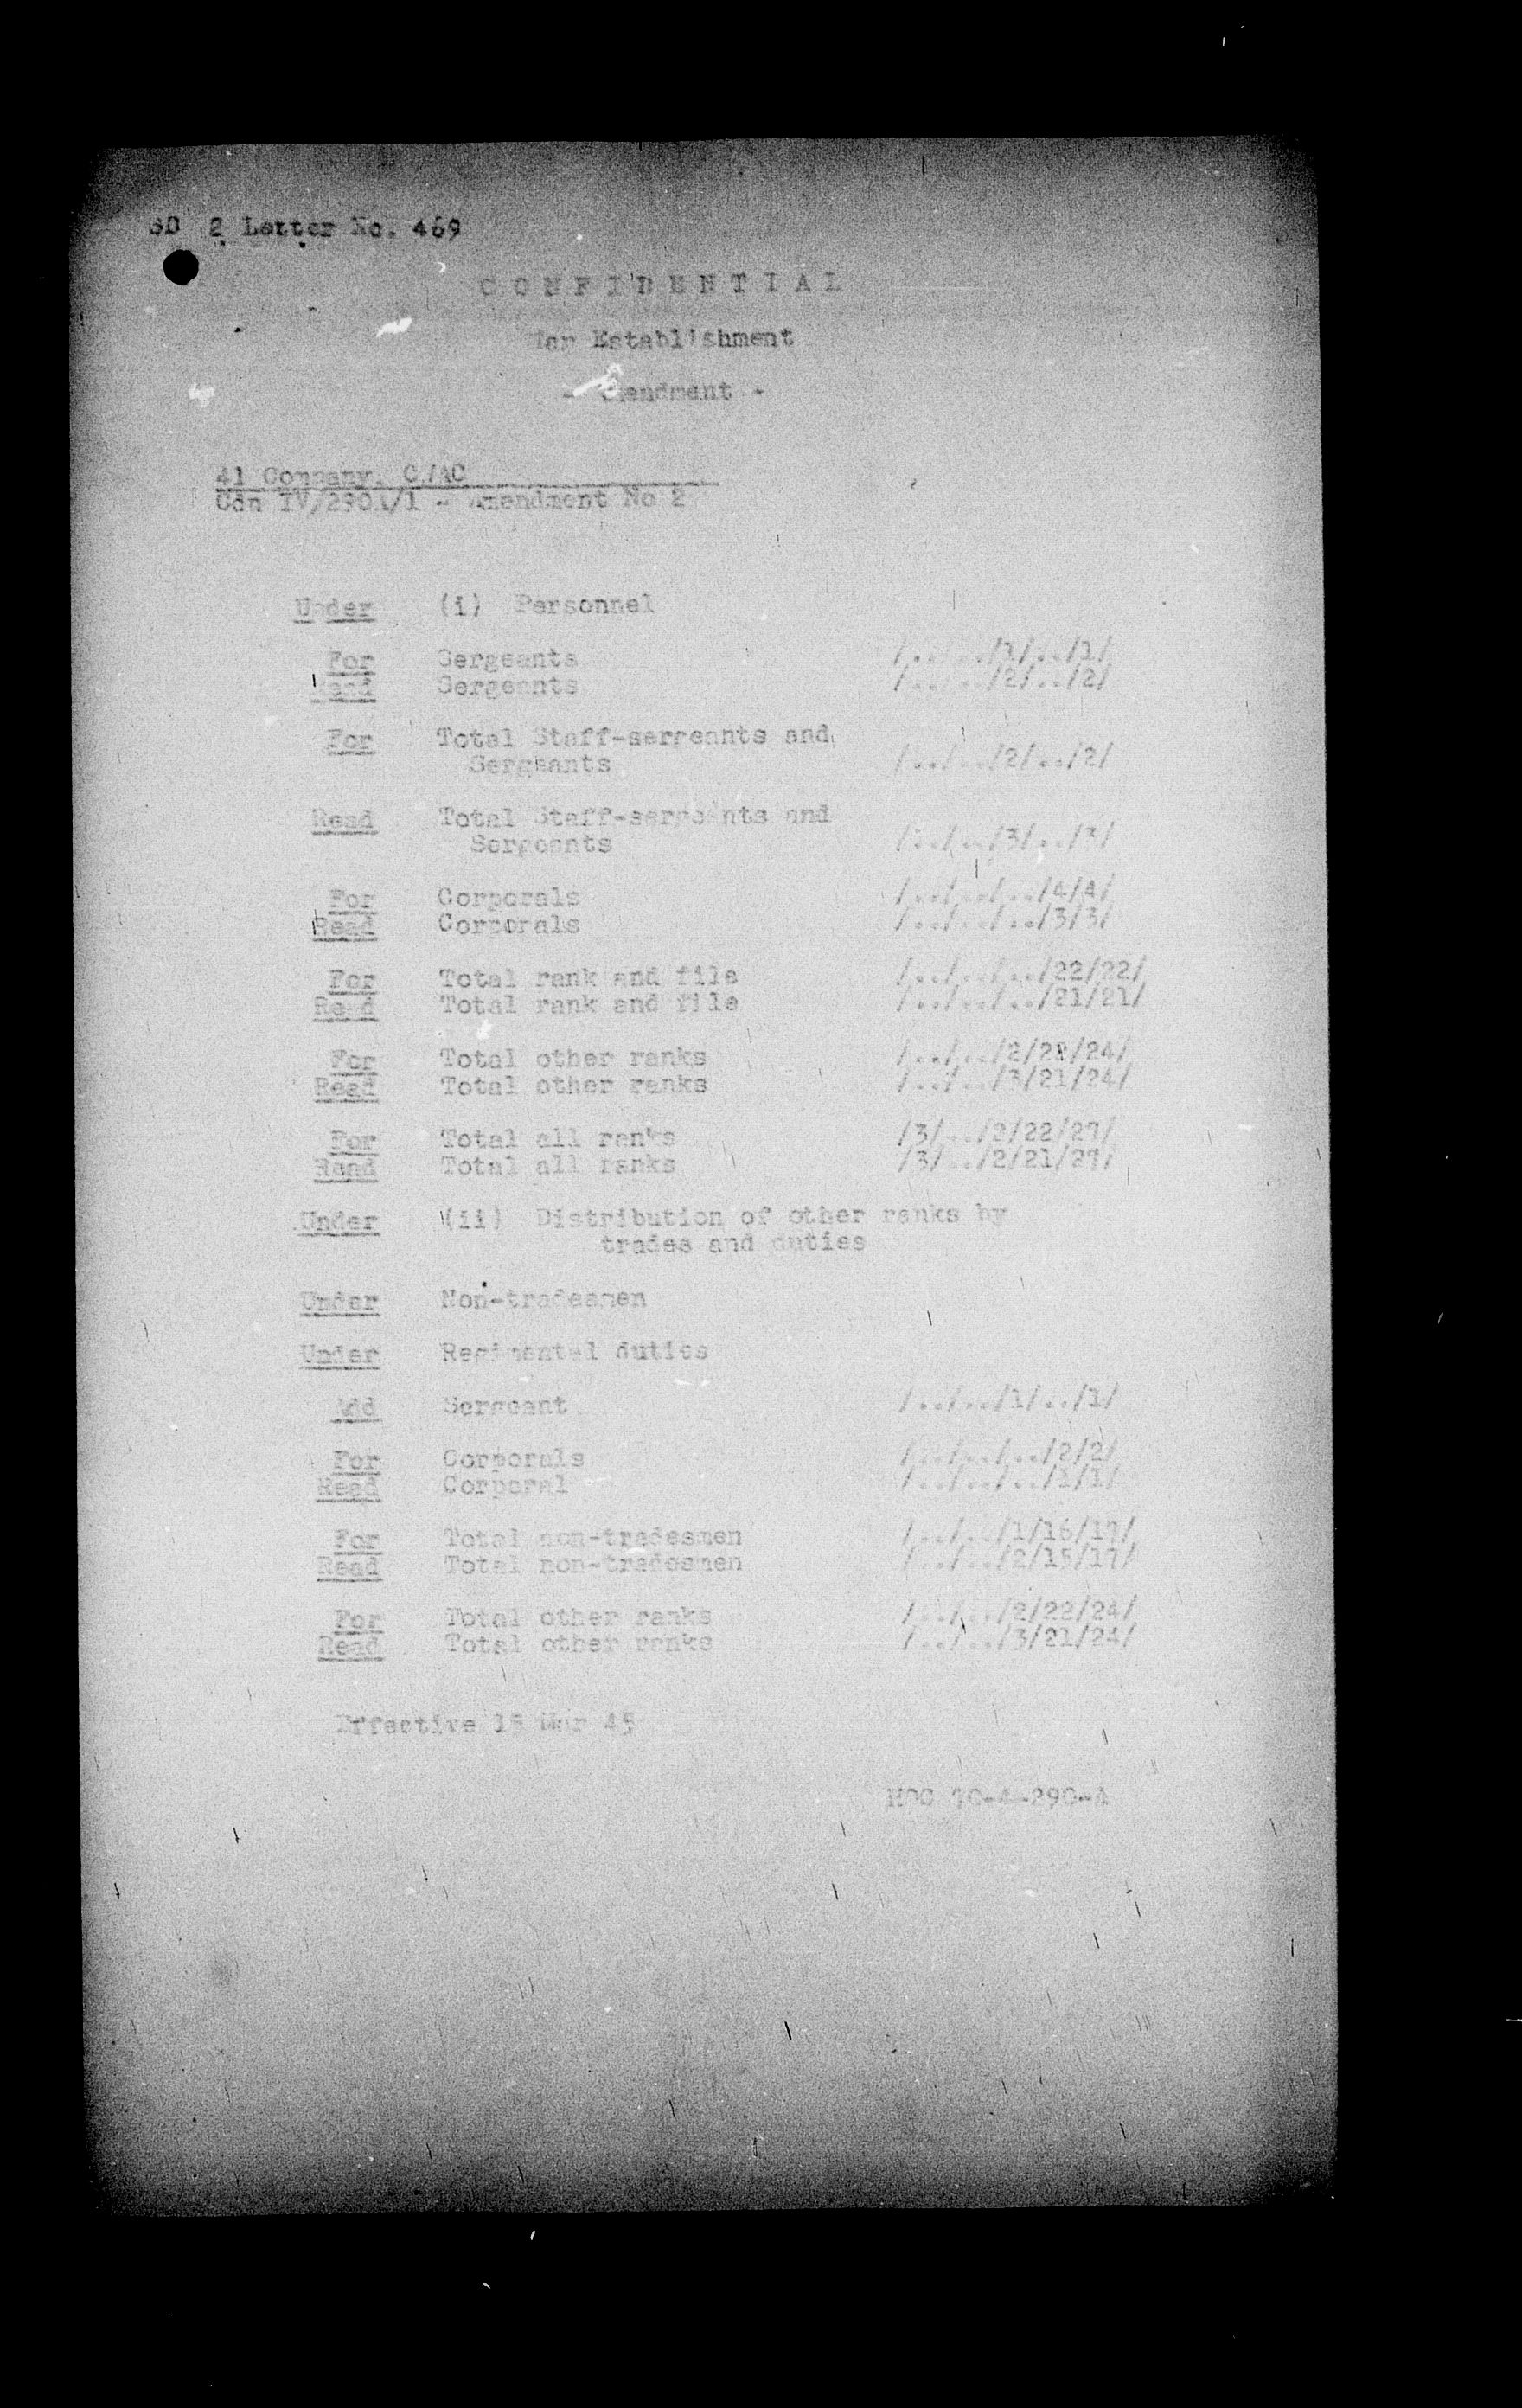 SD 2 Letter No. 469
CONFIDENTIAL
War Establishment
- Amendment -
41 Company, CWAC
Cdn IV/290A/1 - Amendment No 2
Under (i) Personnel
For Sergeants /../../1/../1/
Read Sergeants /../../2/../2/
For Total Staff-sergeants and
Sergeants /../../2/../2/
Read Total Staff-sergeants and
Sergeants /../../3/../3/
For Corporals /../../../4/4/
Read Corporals /../../../3/3/
For Total rank and file /../../../22/22/
Read Total rank and file /../../../21/21/
For Total other ranks /../../2/22/24/
Read Total other ranks /../../3/21/24/
For Total all ranks /3/../2/22/27/
Read Total all ranks /3/../2/21/27/
Under (ii) Distribution of other ranks by
trades and duties
Under Non-tradesmen
Under Regimental duties
Add Sergeant /../../1/../1/
For Corporals /../../../2/2/
Read Corporal /../../../1/1/
For Total non-tradesmen /../../1/16/17/
Read Total non-tradesmen /../../2/15/17/
For Total other ranks /../../2/22/24/
Read Total other ranks /../../3/21/24/
Effective 15 Mar 45
70-4-290-A